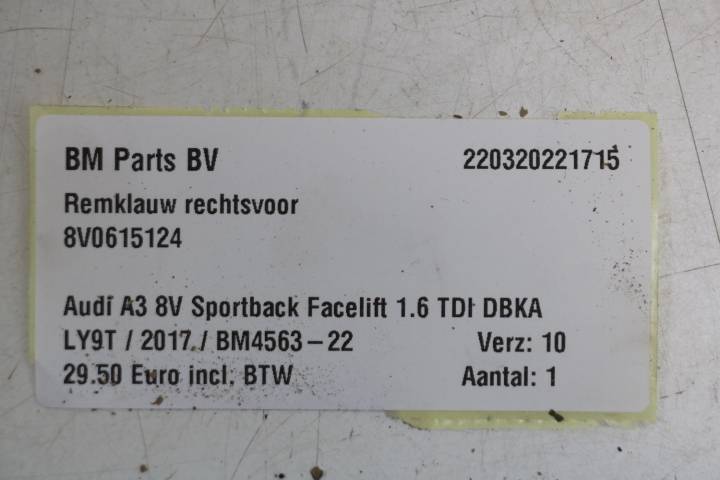 BM Parts BV 220320221715
Remklauw rechtsvoor
8V0615124
Audi A3 8V Sportback Facelift 1.6 TDI DBKA
LY9T / 2017 / BM4563-22 Verz: 10
29.50 Euro incl. BTW Aantal: 1